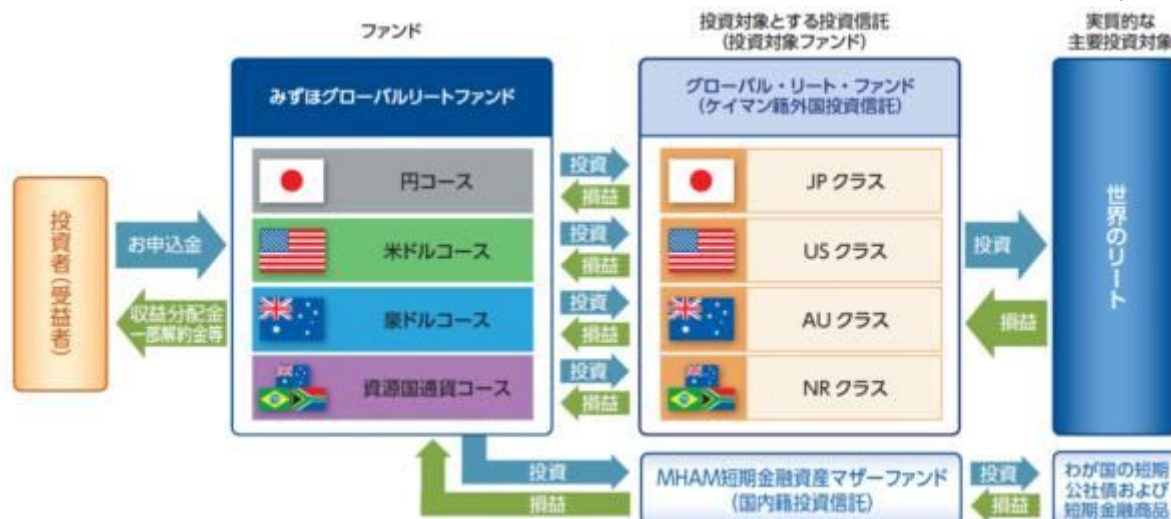 ファンド
投資対象とする投資信託
(投資対象ファンド)
実質的な
主要投資対象
みずほグローバルリートファンド
グローバル・リート・ファンド
(ケイマン籍外国投資信託)
投資者(受益者)
お申込金
収益分配金
一部解約金等
円コース
投資
損益
JP クラス
米ドルコース
投資
損益
US クラス
豪ドルコース
投資
損益
AU クラス
資源国通貨コース
投資
損益
NR クラス
投資
損益
世界のリート
投資
損益
MHAM短期金融資産マザーファンド
(国内籍投資信託)
投資
損益
わが国の短期
公社債および
短期金融商品